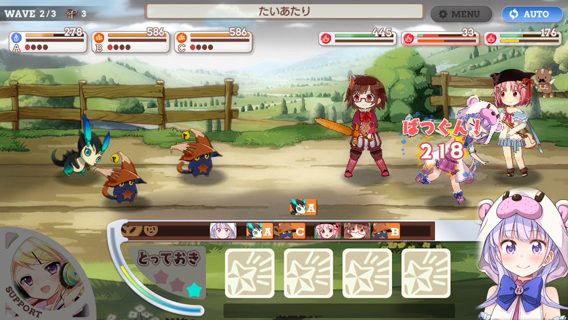 WAVE 2/3 3
たいあたり
MENU
AUTO
278
A
586
B
586
C
445
33
176
ばつぐん!
218
A
A
C
B
とっておき
SUPPORT